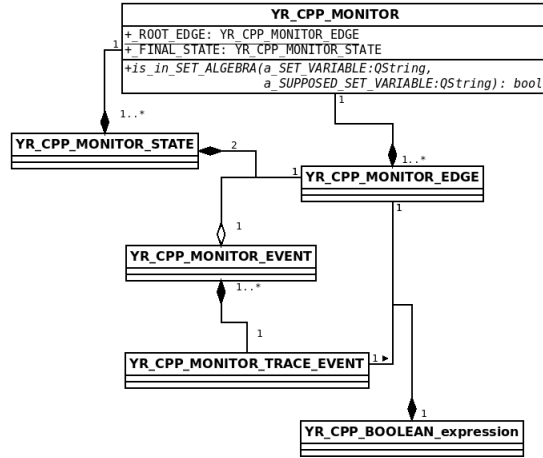 YR_CPP_MONITOR
+_ROOT_EDGE: YR_CPP_MONITOR_EDGE
+_FINAL_STATE: YR_CPP_MONITOR_STATE
+is_in_SET_ALGEBRA(a_SET_VARIABLE:QString,
a_SUPPOSED_SET_VARIABLE:QString): bool
1
1
1..*
1..*
YR_CPP_MONITOR_STATE
2
1
YR_CPP_MONITOR_EDGE
1
1
YR_CPP_MONITOR_EVENT
1..*
1
YR_CPP_MONITOR_TRACE_EVENT
1
1
YR_CPP_BOOLEAN_expression